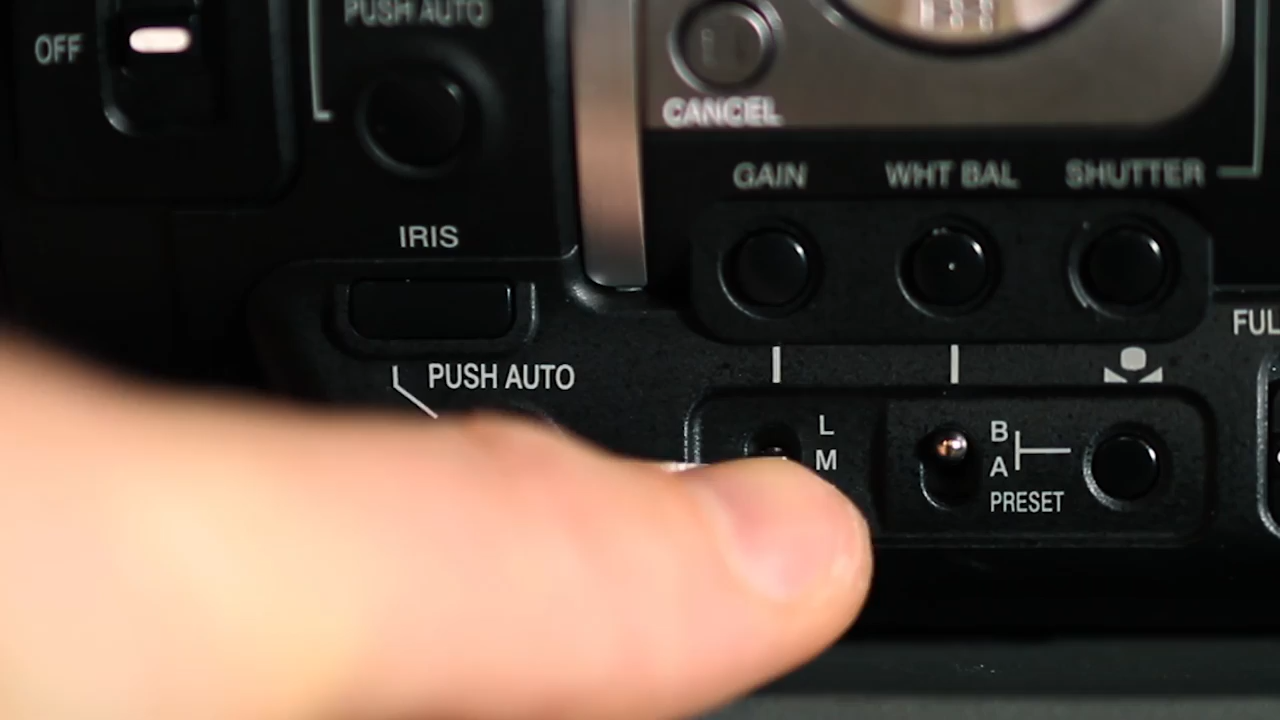 PUSH AUTO
OFF
CANCEL
GAIN WHT BAL SHUTTER
IRIS
FUL
PUSH AUTO
L
M
B
A
PRESET